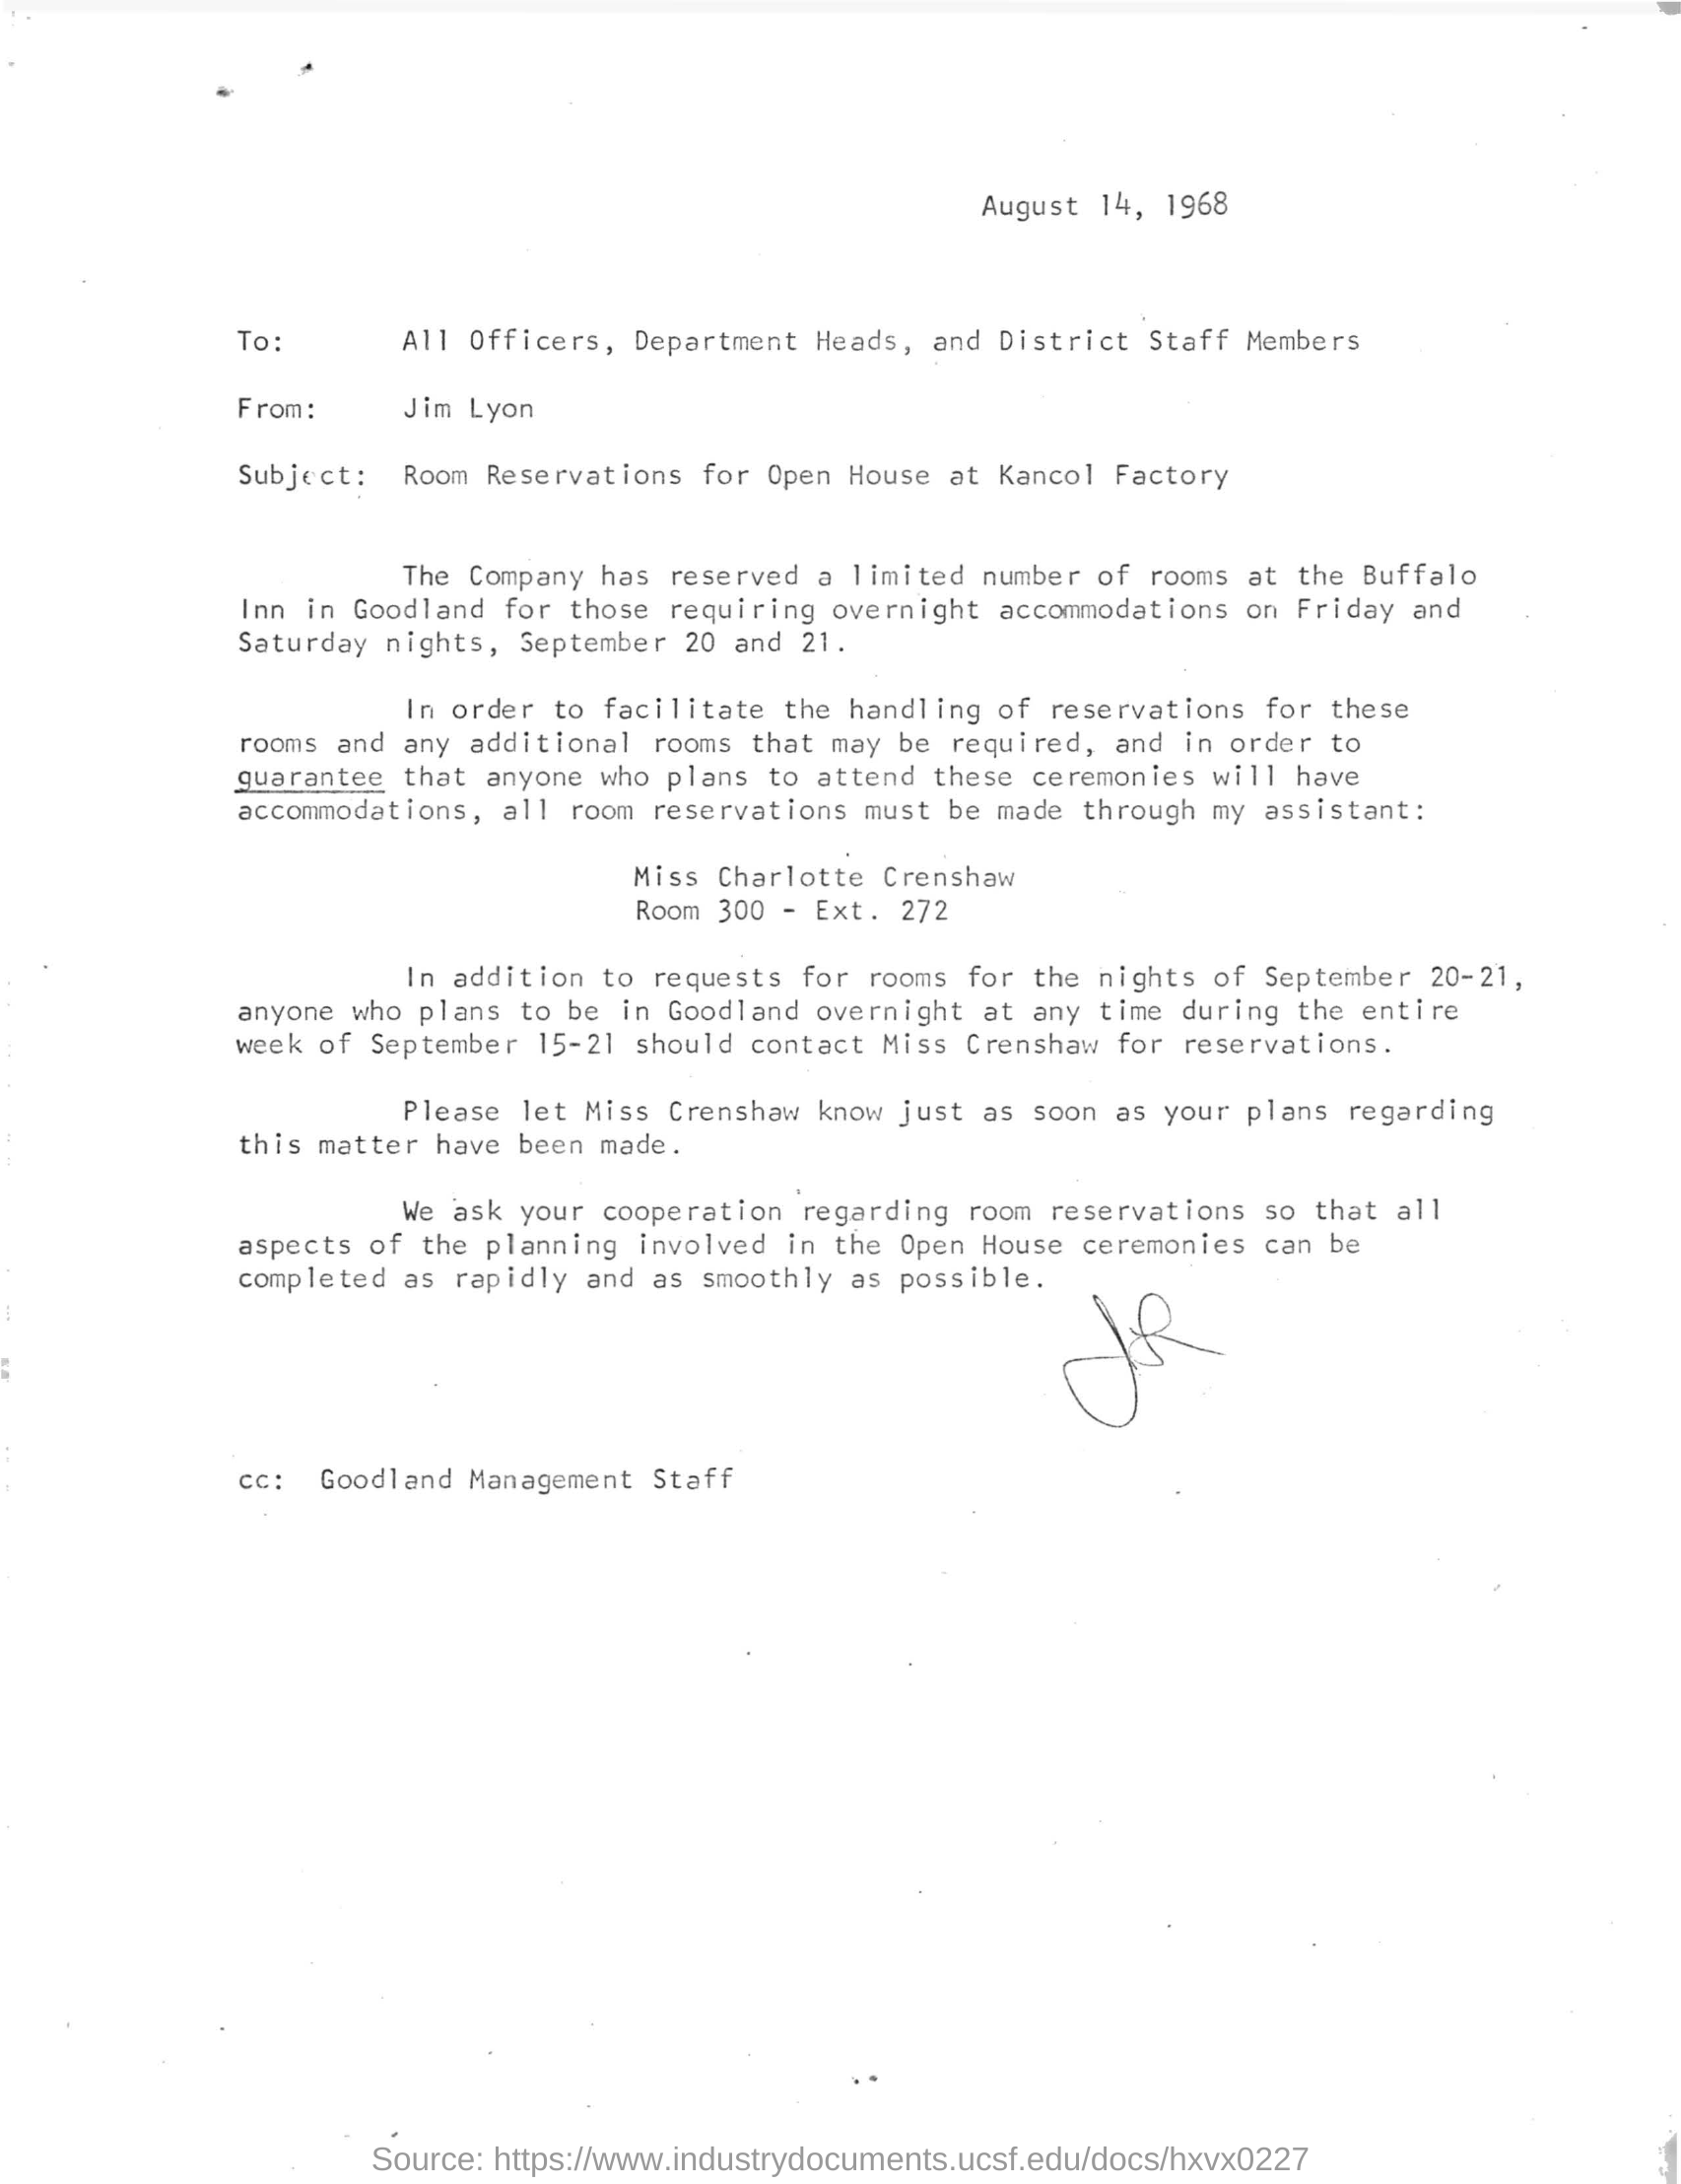 August 14, 1968
To: All Officers, Department Heads, and District Staff Members
From: Jim Lyon
Subject: Room Reservations for Open House at Kancol Factory
The Company has reserved a limited number of rooms at the Buffalo
Inn in Goodland for those requiring overnight accommodations on Friday and
Saturday nights, September 20 and 21.
In order to facilitate the handling of reservations for these
rooms and any additional rooms that may be required, and in order to
guarantee that anyone who plans to attend these ceremonies will have
accommodations, all room reservations must be made through my assistant:
Miss Charlotte Crenshaw
Room 300 - Ext. 272
In addition to requests for rooms for the nights of September 20-21,
anyone who plans to be in Goodland overnight at any time during the entire
week of September 15-21 should contact Miss Crenshaw for reservations.
Please let Miss Crenshaw know just as soon as your plans regarding
this matter have been made.
We ask your cooperation regarding room reservations so that all
aspects of the planning involved in the Open House ceremonies can be
completed as rapidly and as smoothly as possible.
cc: Goodland Management Staff
Source: https://www.industrydocuments.ucsf.edu/docs/hxvx0227